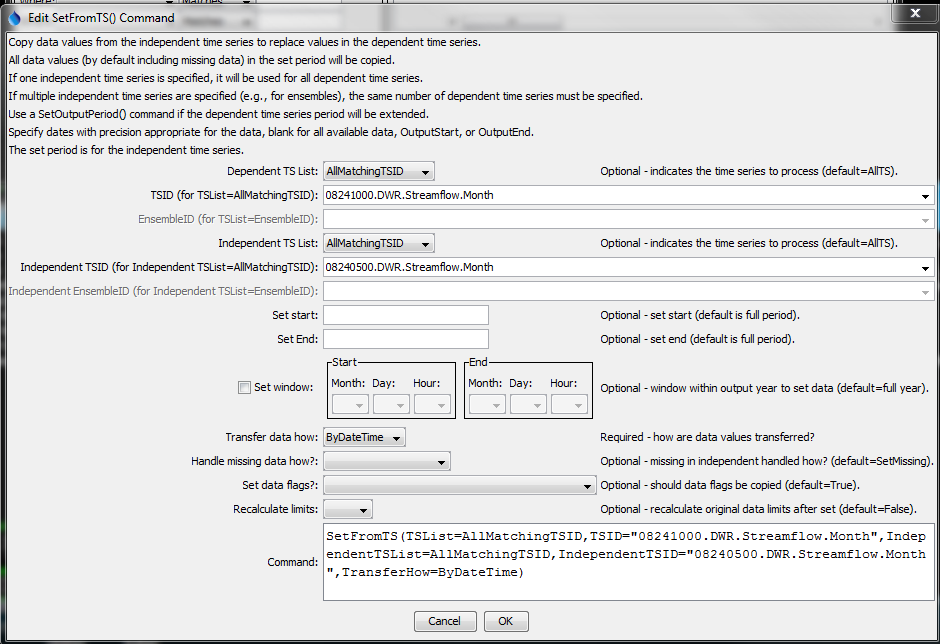 Where:
Matches
Edit SetFromTS() Command
Copy data values from the independent time series to replace values in the dependent time series.
All data values (by default including missing data) in the set period will be copied.
If one independent time series is specified, it will be used for all dependent time series.
If multiple independent time series are specified (e.g., for ensembles), the same number of dependent time series must be specified.
Use a SetOutputPeriod() command if the dependent time series period will be extended.
Specify dates with precision appropriate for the data, blank for all available data, OutputStart, or OutputEnd.
The set period is for the independent time series.
Dependent TS List: AllMatchingTSID Optional - indicates the time series to process (default=AllTS).
TSID (for TSList=AllMatchingTSID): 08241000.DWR.Streamflow.Month
EnsembleID (for TSList=EnsembleID):
Independent TS List: AllMatchingTSID Optional - indicates the time series to process (default=AllTS).
Independent TSID (for Independent TSList=AllMatchingTSID): 08240500.DWR.Streamflow.Month
Independent EnsembleID (for Independent TSList=EnsembleID):
Set start: Optional - set start (default is full period).
Set End: Optional - set end (default is full period).
Start End
Month: Day: Hour: Month: Day: Hour:
Set window: Optional - window within output year to set data (default=full year).
Transfer data how: ByDateTime Required - how are data values transferred?
Handle missing data how?: Optional - missing in independent handled how? (default=SetMissing).
Set data flags?: Optional - should data flags be copied (default=True).
Recalculate limits: Optional - recalculate original data limits after set (default=False).
SetFromTS(TSList=AllMatchingTSID,TSID="08241000.DWR.Streamflow.Month",Indep
endentTSList=AllMatchingTSID,IndependentTSID="08240500.DWR.Streamflow.Month
Command: ",TransferHow=ByDateTime)
Cancel OK